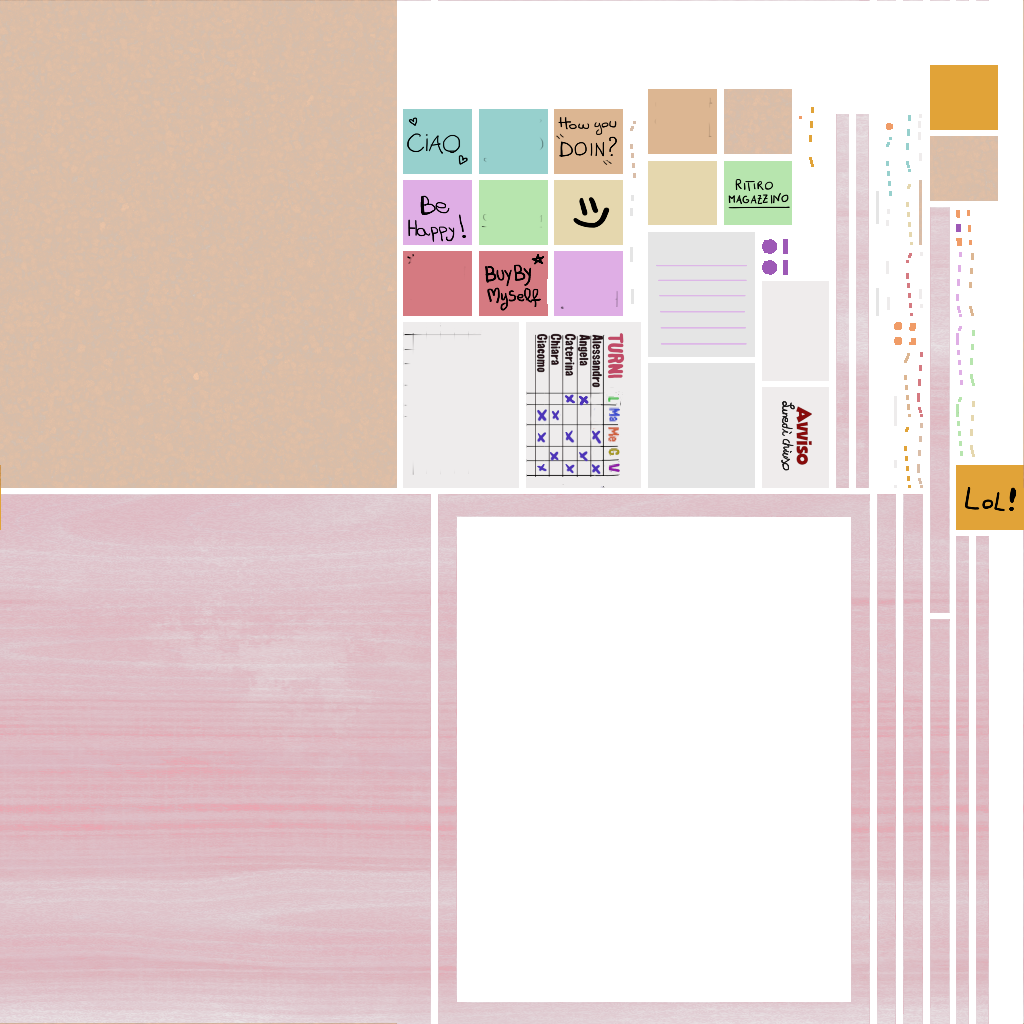 CiAO
How you
"DOIN?"
Be
Happy!
BuyBy
Myself
RITIRO
MAGAZZINO
TURNI L Ma Me G V
Alessandro
Angela
Caterina
Chiara
Giacomo
Avviso
Lunedì chiuso
LoL!